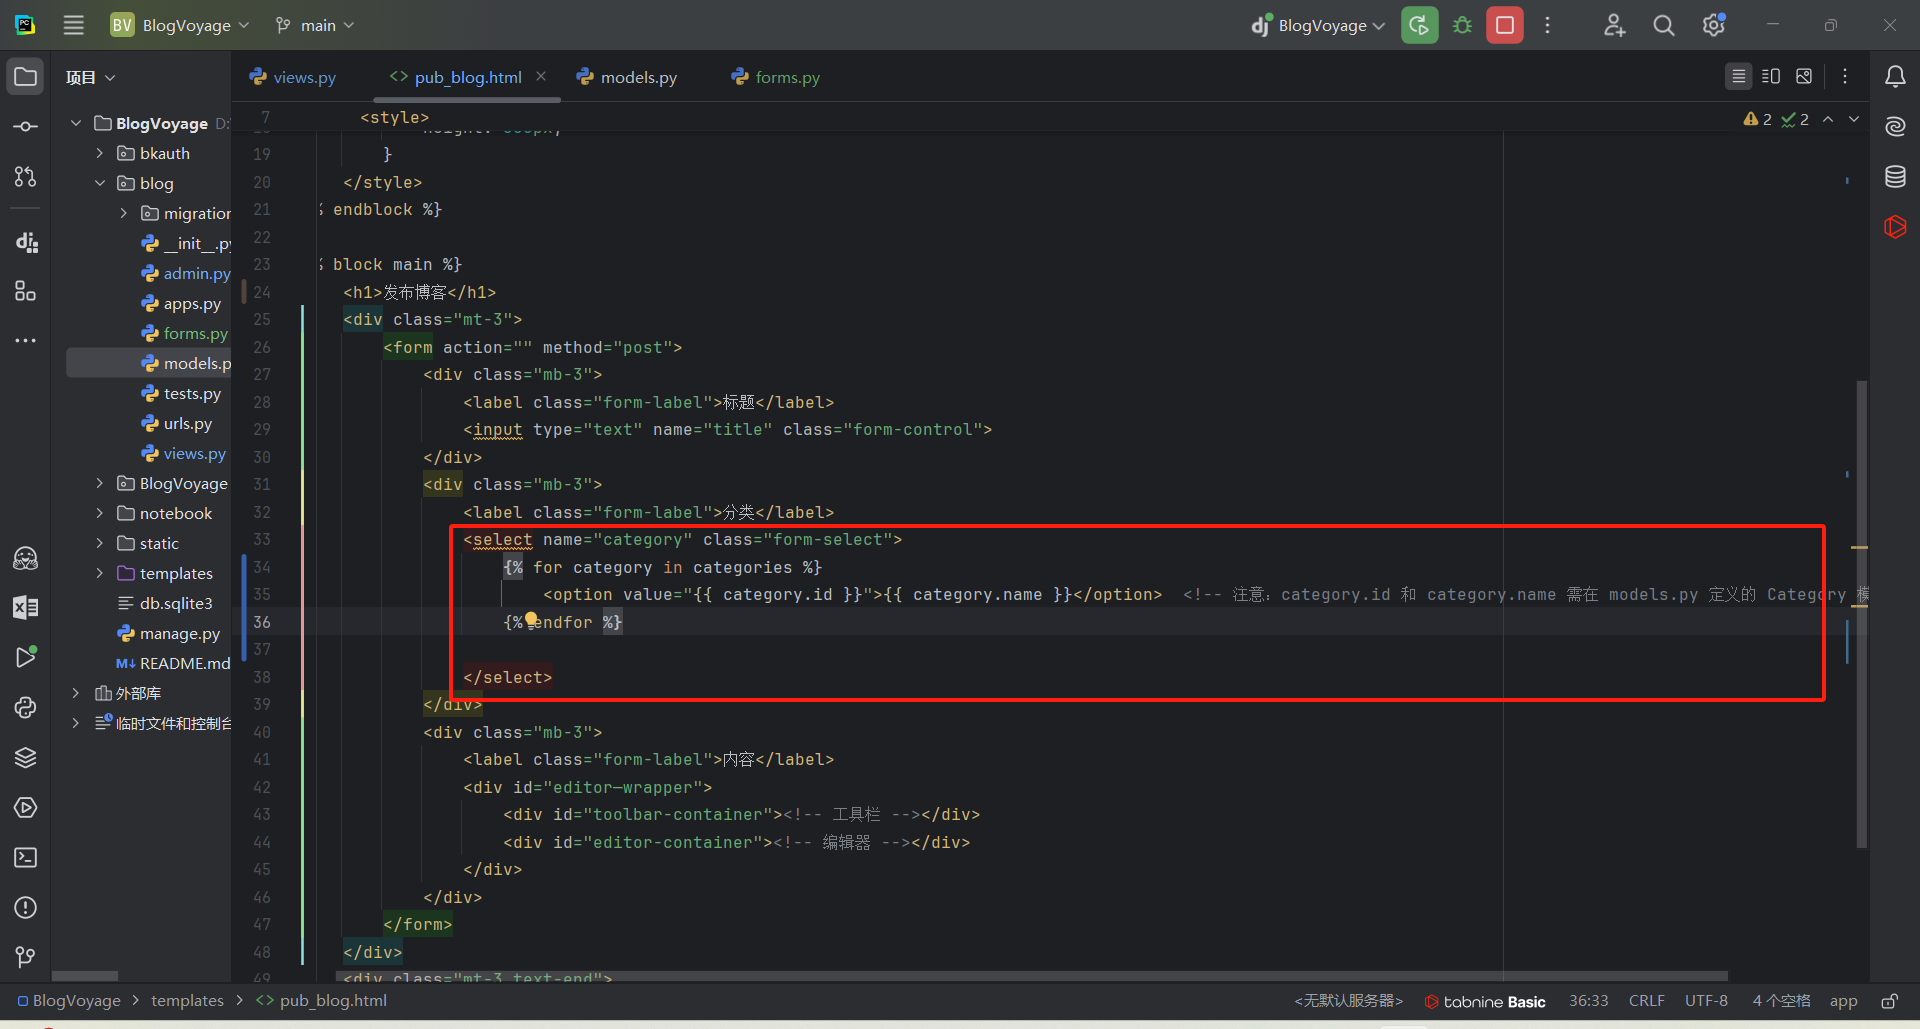 BV BlogVoyage main
dj BlogVoyage
项目
views.py pub_blog.html models.py forms.py
BlogVoyage D:
bkauth
blog
migration
__init__.py
admin.py
apps.py
forms.py
models.p
tests.py
urls.py
views.py
BlogVoyage
notebook
static
templates
db.sqlite3
manage.py
README.md
外部库
临时文件和控制台
2 2
7 <style>
19 }
20 </style>
21 % endblock %}
22
23 % block main %}
24 <h1>发布博客</h1>
25 <div class="mt-3">
26 <form action="" method="post">
27 <div class="mb-3">
28 <label class="form-label">标题</label>
29 <input type="text" name="title" class="form-control">
30 </div>
31 <div class="mb-3">
32 <label class="form-label">分类</label>
33 <select name="category" class="form-select">
34 {% for category in categories %}
35 <option value="{{ category.id }}">{{ category.name }}</option> <!-- 注意：category.id 和 category.name 需在 models.py 定义的 Category 模
36 {% endfor %}
37
38 </select>
39 </div>
40 <div class="mb-3">
41 <label class="form-label">内容</label>
42 <div id="editor—wrapper">
43 <div id="toolbar-container"><!-- 工具栏 --></div>
44 <div id="editor-container"><!-- 编辑器 --></div>
45 </div>
46 </div>
47 </form>
48 </div>
49 <div class="mt-3 text-end">
BlogVoyage > templates > <> pub_blog.html
<无默认服务器> tabnine Basic 36:33 CRLF UTF-8 4 个空格 app